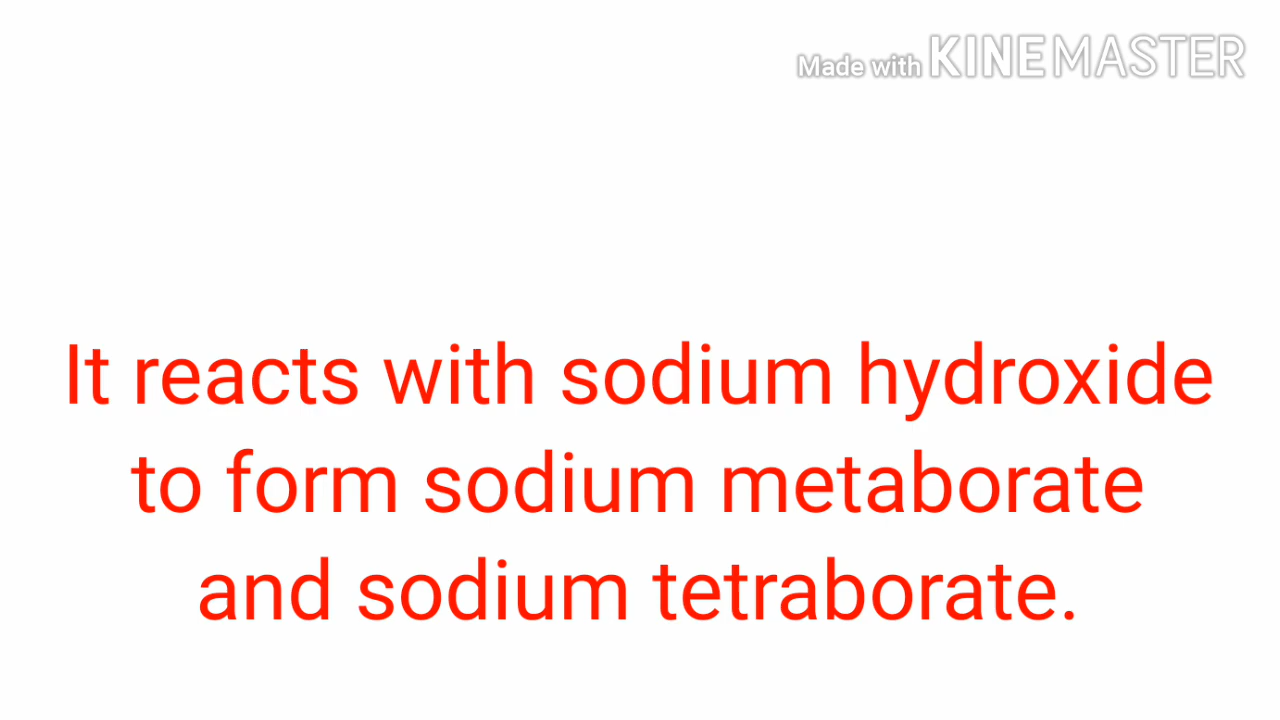 Made with KINEMASTER
It reacts with sodium hydroxide
to form sodium metaborate
and sodium tetraborate.